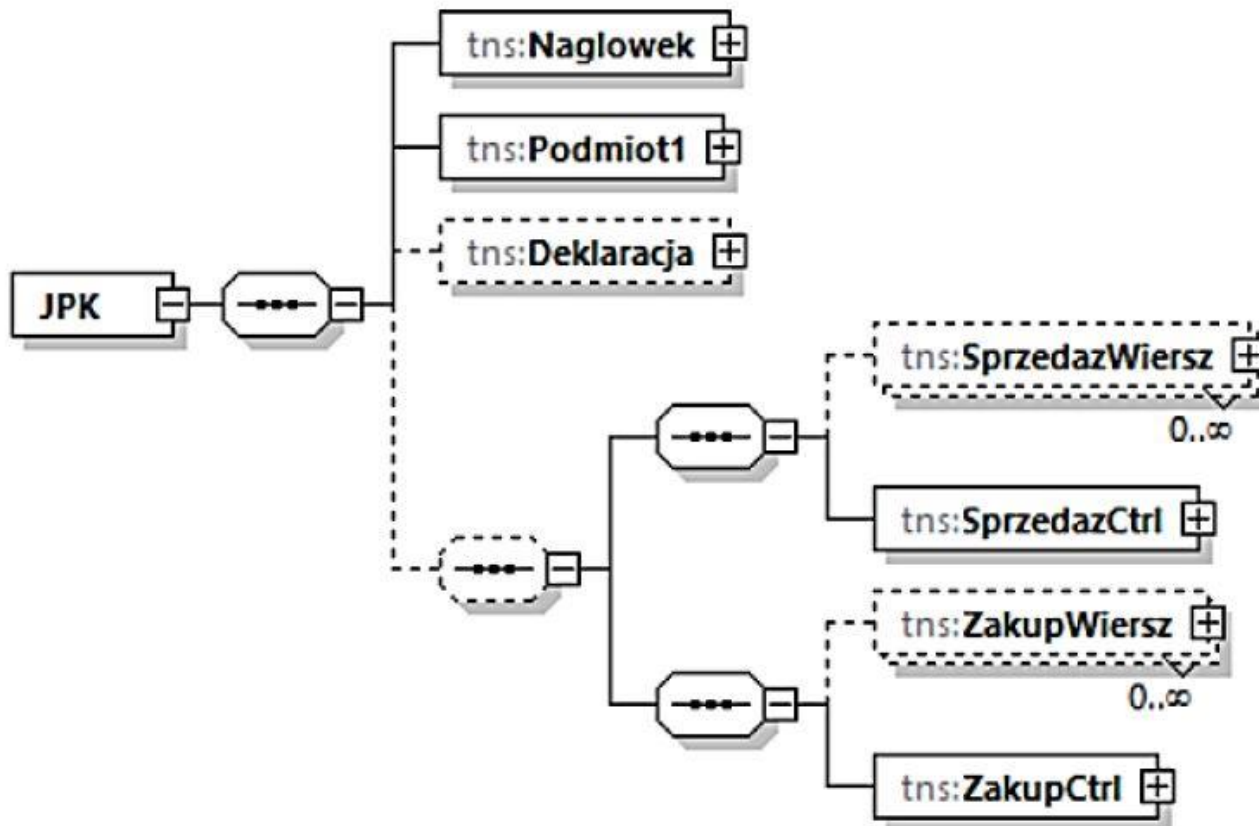 tns:Naglowek
tns:Podmiot1
tns:Deklaracja
JPK
tns:SprzedazWiersz
0..∞
tns:SprzedazCtrl
tns:ZakupWiersz
0..∞
tns:ZakupCtrl